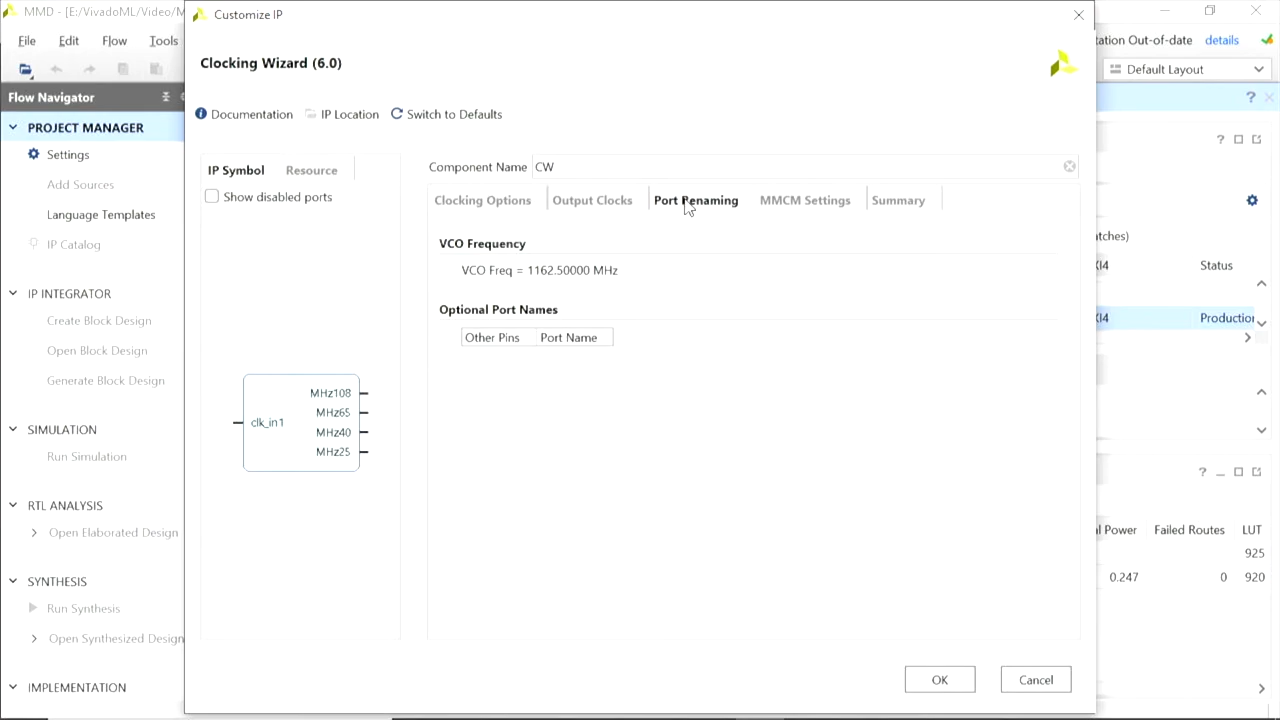 MMD - [E:/VivadoML/Video/M
Customize IP
File Edit Flow Tools
tation Out-of-date details
Clocking Wizard (6.0)
Default Layout
Flow Navigator
Documentation IP Location Switch to Defaults
PROJECT MANAGER
Settings
Add Sources
Language Templates
IP Catalog
IP INTEGRATOR
Create Block Design
Open Block Design
Generate Block Design
SIMULATION
Run Simulation
RTL ANALYSIS
Open Elaborated Design
SYNTHESIS
Run Synthesis
Open Synthesized Design
IMPLEMENTATION
IP Symbol Resource
Show disabled ports
clk_in1
MHz108
MHz65
MHz40
MHz25
Component Name CW
Clocking Options Output Clocks Port Renaming MMCM Settings Summary
VCO Frequency
VCO Freq = 1162.50000 MHz
Optional Port Names
Other Pins Port Name
OK Cancel
tches)
XI4 Status
XI4 Production
al Power Failed Routes LUT
925
0.247 0 920